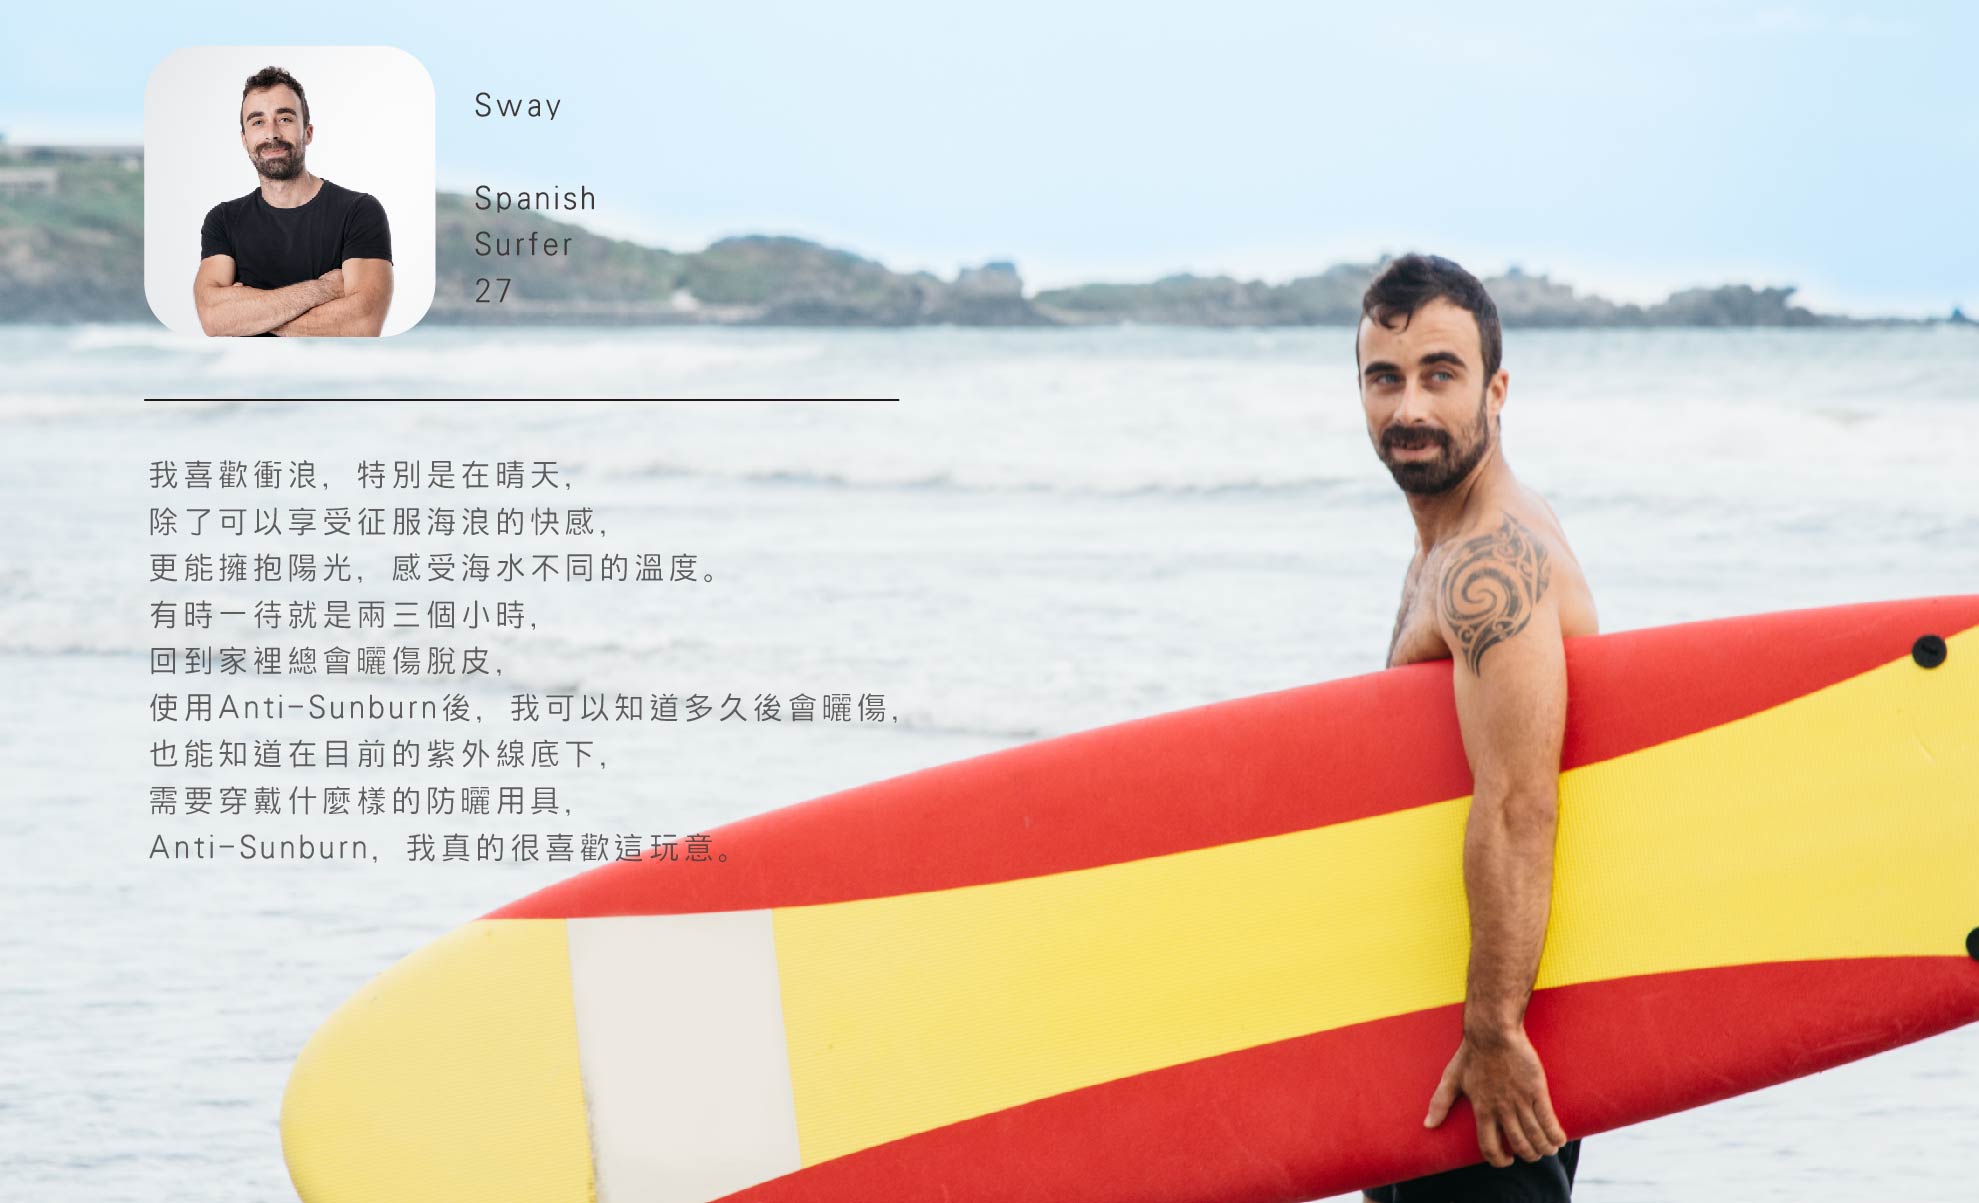 Sway
Spanish
Surfer
27
我喜歡衝浪，特別是在晴天，
除了可以享受征服海浪的快感，
更能擁抱陽光，感受海水不同的溫度。
有時一待就是兩三個小時，
回到家裡總會曬傷脫皮，
使用Anti-Sunburn後，我可以知道多久後會曬傷，
也能知道在目前的紫外線底下，
需要穿戴什麼樣的防曬用具，
Anti-Sunburn，我真的很喜歡這玩意。